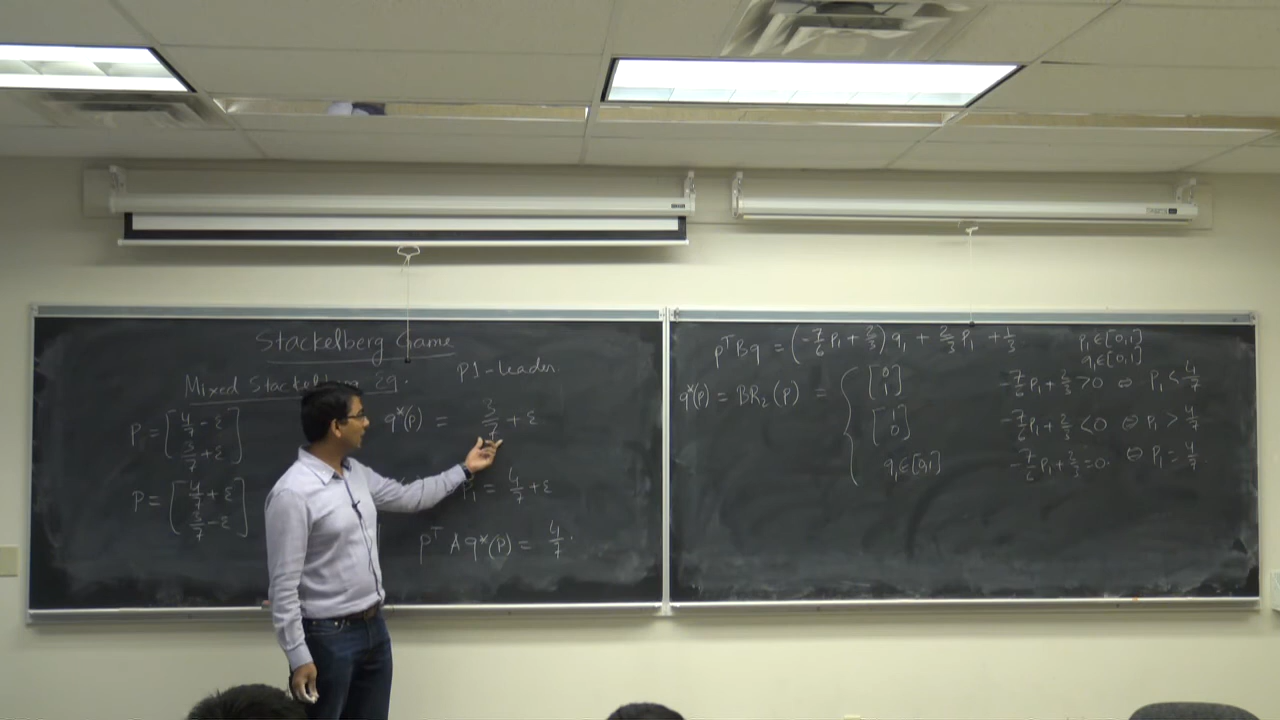 Stackelberg Game
Mixed Stackel Eq.
P1-leader
P = [4/7 - ε
3/7 + ε]
P = [4/7 + ε
3/7 - ε]
q*(p) = 3/7 + ε
P₁ = 4/7 + ε
pᵀ A q*(p) = 4/7.
pᵀBq = (-7/6 p₁ + 2/3) q₁ + 2/3 p₁ + 1/3
p₁∈[0,1]
q₁∈[0,1]
q*(p) = BR₂(p) = { [0 1] -7/6 p₁ + 2/3 > 0 ⇔ p₁ < 4/7
[1 0] -7/6 p₁ + 2/3 < 0 ⇔ p₁ > 4/7
q₁∈[0,1] -7/6 p₁ + 2/3 = 0. ⇔ p₁ = 4/7